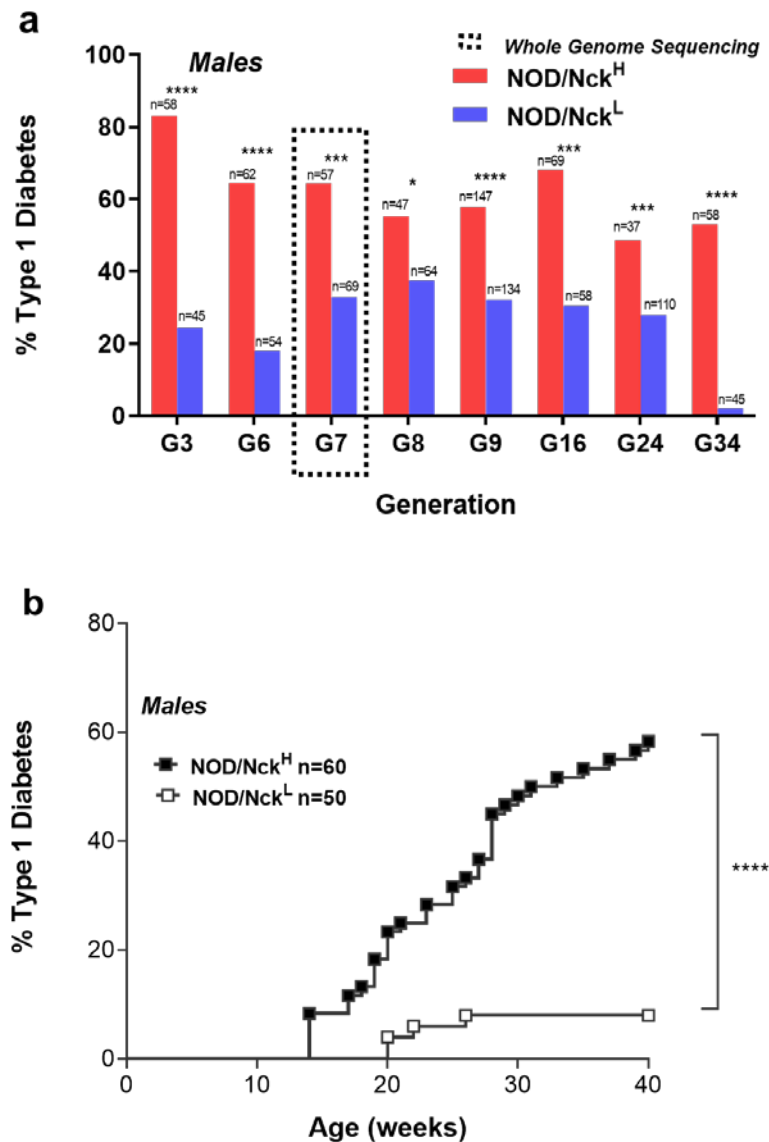 a
Whole Genome Sequencing
Males
NOD/Nck^H
NOD/Nck^L
% Type 1 Diabetes
100
80
60
40
20
0
**** n=58
n=45
**** n=62
n=54
*** n=57
n=69
* n=47
n=64
**** n=147
n=134
*** n=69
n=58
*** n=37
n=110
**** n=58
n=45
G3 G6 G7 G8 G9 G16 G24 G34
Generation
b
% Type 1 Diabetes
80
60
40
20
0
Males
NOD/Nck^H n=60
NOD/Nck^L n=50
****
0 10 20 30 40
Age (weeks)